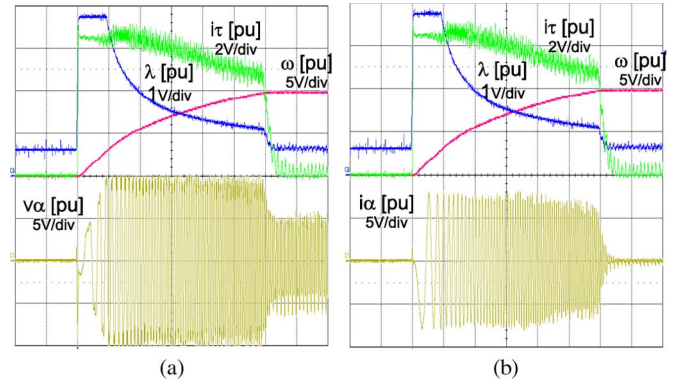 iτ [pu]
2V/div
λ [pu]
1V/div
ω [pu]
5V/div
vα [pu]
5V/div
(a)
iτ [pu]
2V/div
λ [pu]
1V/div
ω [pu]
5V/div
iα [pu]
5V/div
(b)